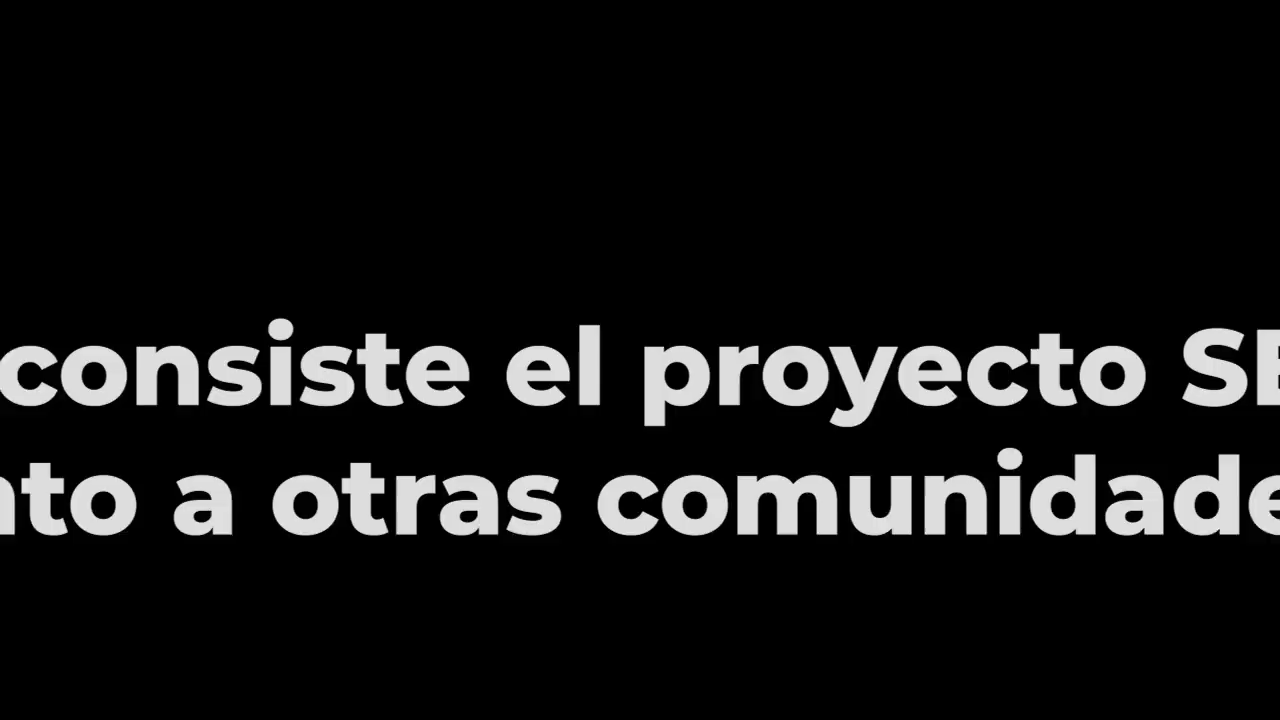 consiste el proyecto
a otras